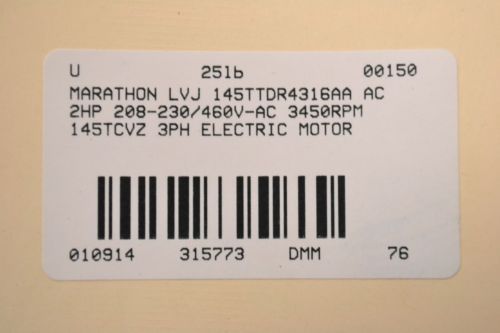 U 25lb 00150
MARATHON LVJ 145TTDR4316AA AC
2HP 208-230/460V-AC 3450RPM
145TCVZ 3PH ELECTRIC MOTOR
010914 315773 DMM 76